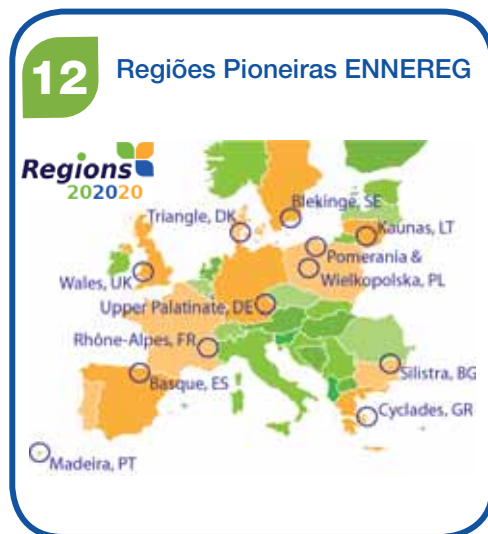 12
Regiões Pioneiras ENNEREG
Regions
202020
Blekinge, SE
Triangle, DK
Kaunas, LT
Pomerania &
Wielkopolska, PL
Wales, UK
Upper Palatinate, DE
Rhône-Alpes, FR
Basque, ES
Silistra, BG
Cyclades, GR
Madeira, PT